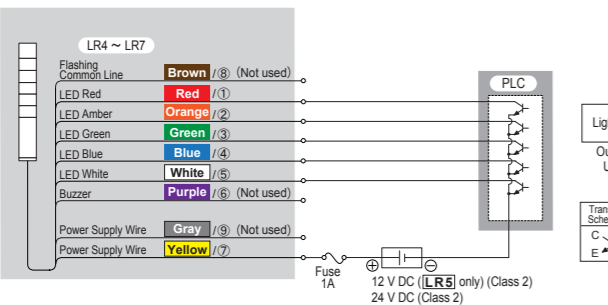 LR4 ~ LR7
Flashing
Common Line Brown /⑧ (Not used)
LED Red Red /①
LED Amber Orange /②
LED Green Green /③
LED Blue Blue /④
LED White White /⑤
Buzzer Purple /⑥ (Not used)
Power Supply Wire Gray /⑨ (Not used)
Power Supply Wire Yellow /⑦
Fuse
1A
⊕ ⊖
12 V DC (LR5 only) (Class 2)
24 V DC (Class 2)
PLC
C
E